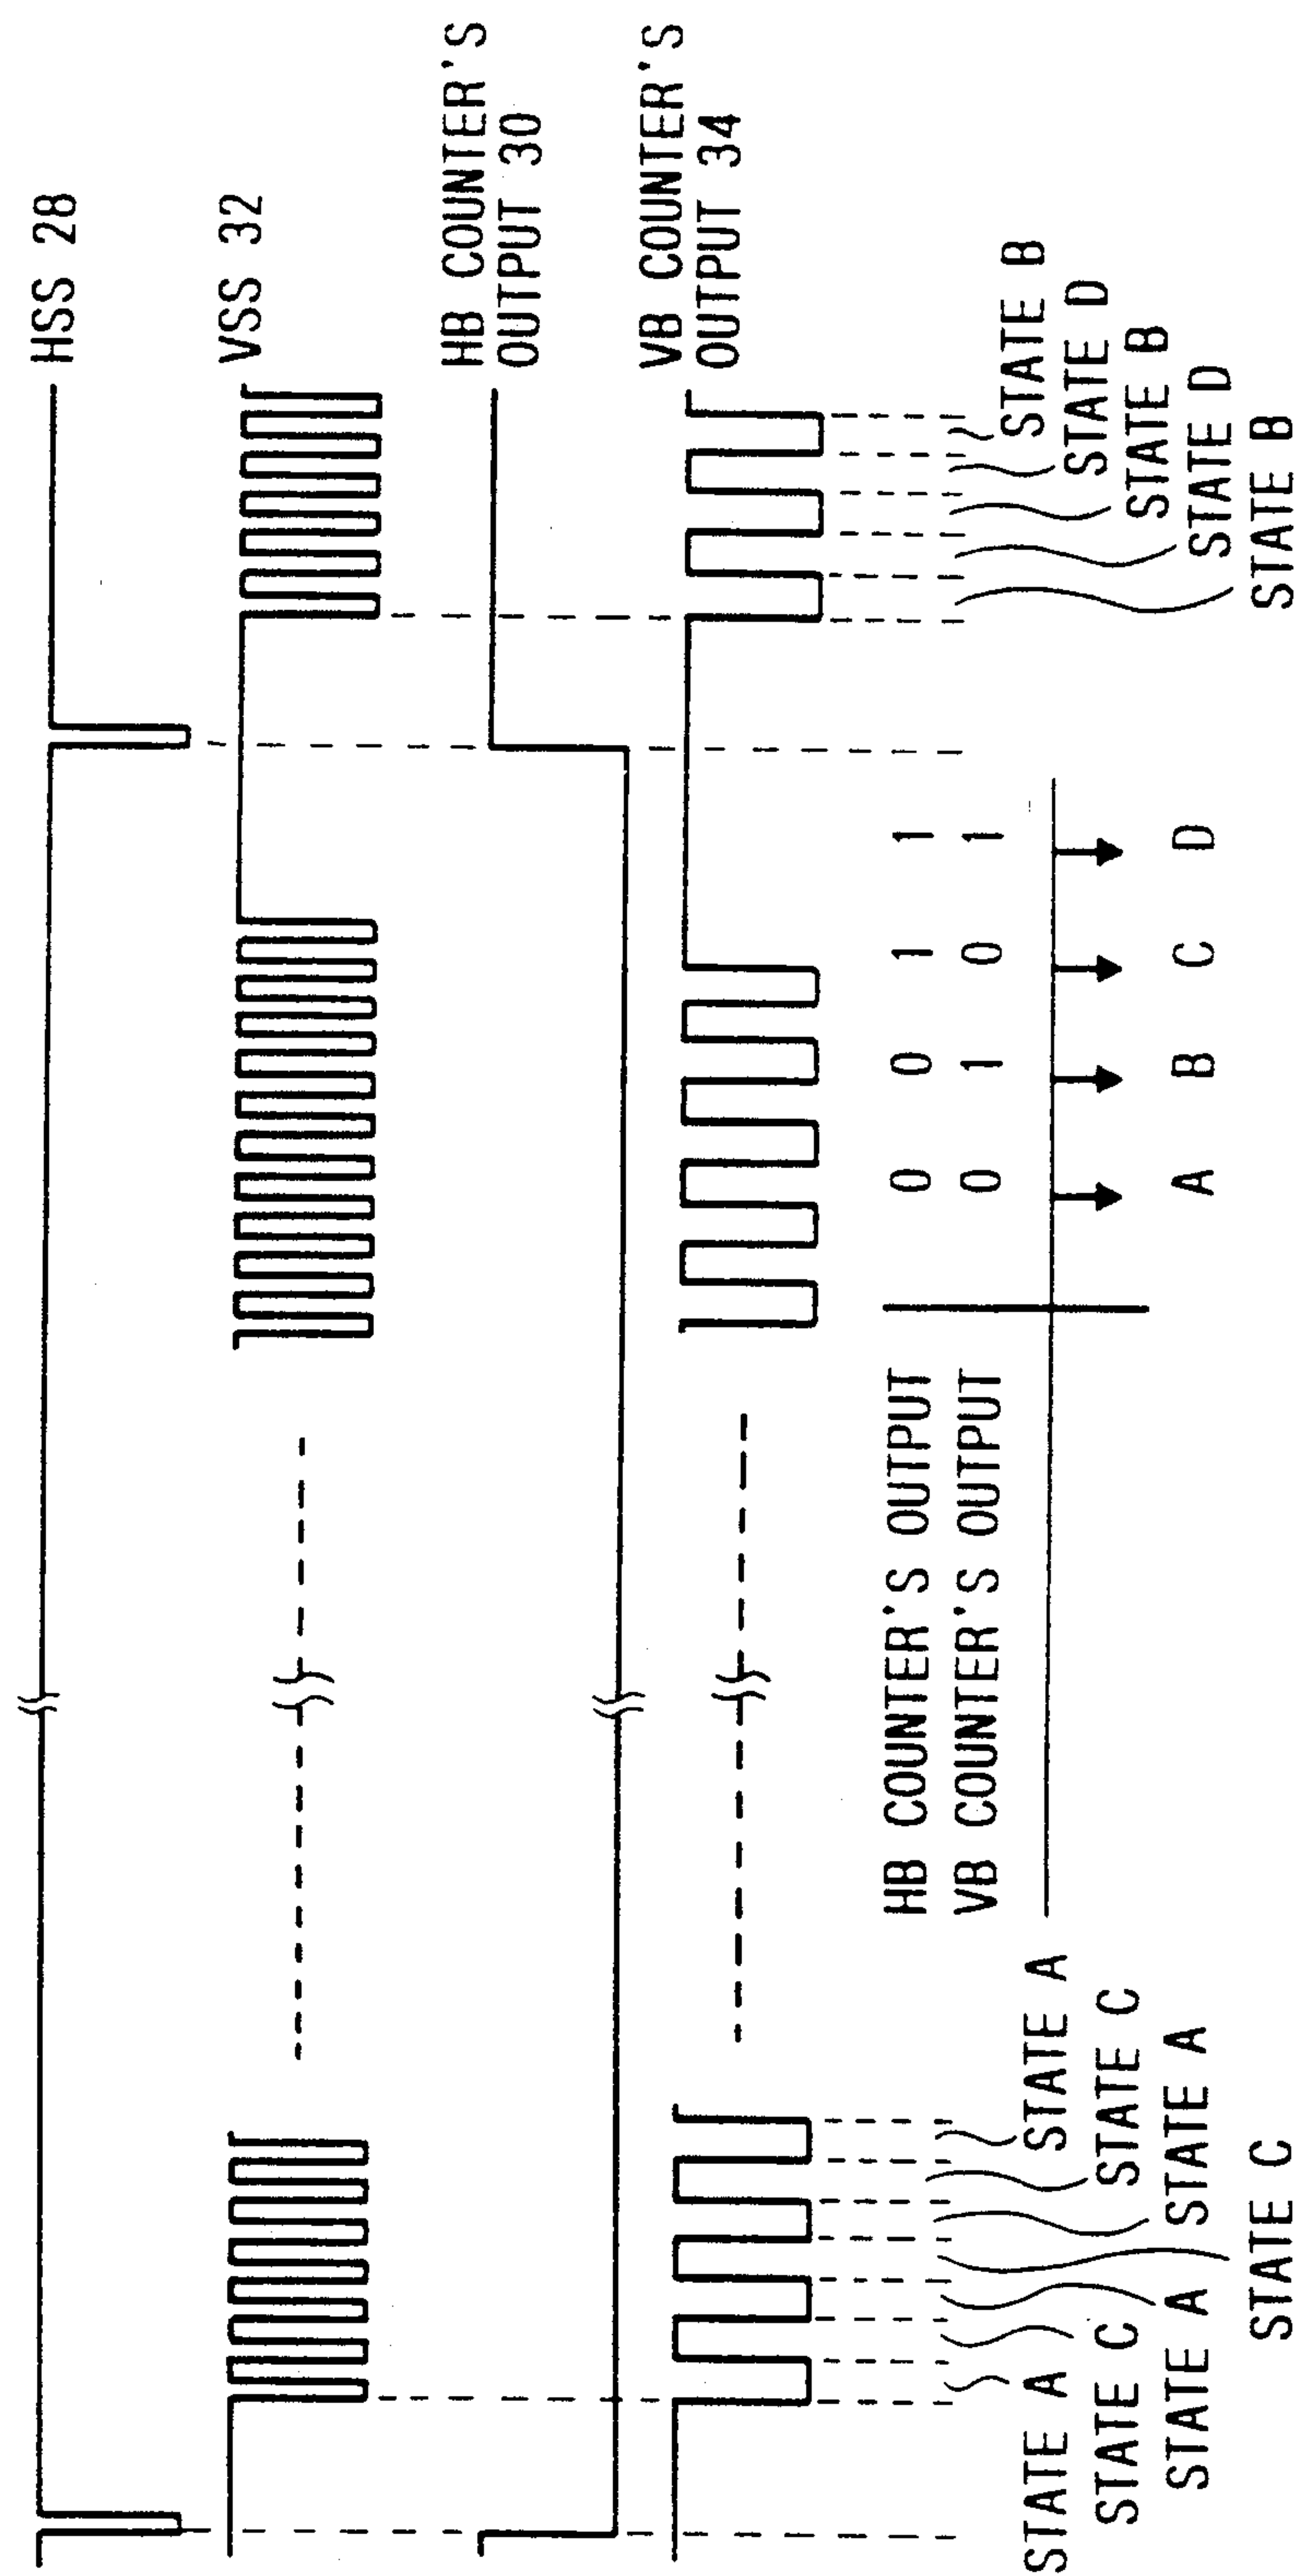 HSS 28
VSS 32
HB COUNTER'S
OUTPUT 30
VB COUNTER'S
OUTPUT 34
HB COUNTER'S OUTPUT 0 0 1 1
VB COUNTER'S OUTPUT 0 1 0 1
A B C D
STATE A
STATE C
STATE A
STATE C
STATE A
STATE C
STATE A
STATE B
STATE D
STATE B
STATE D
STATE B